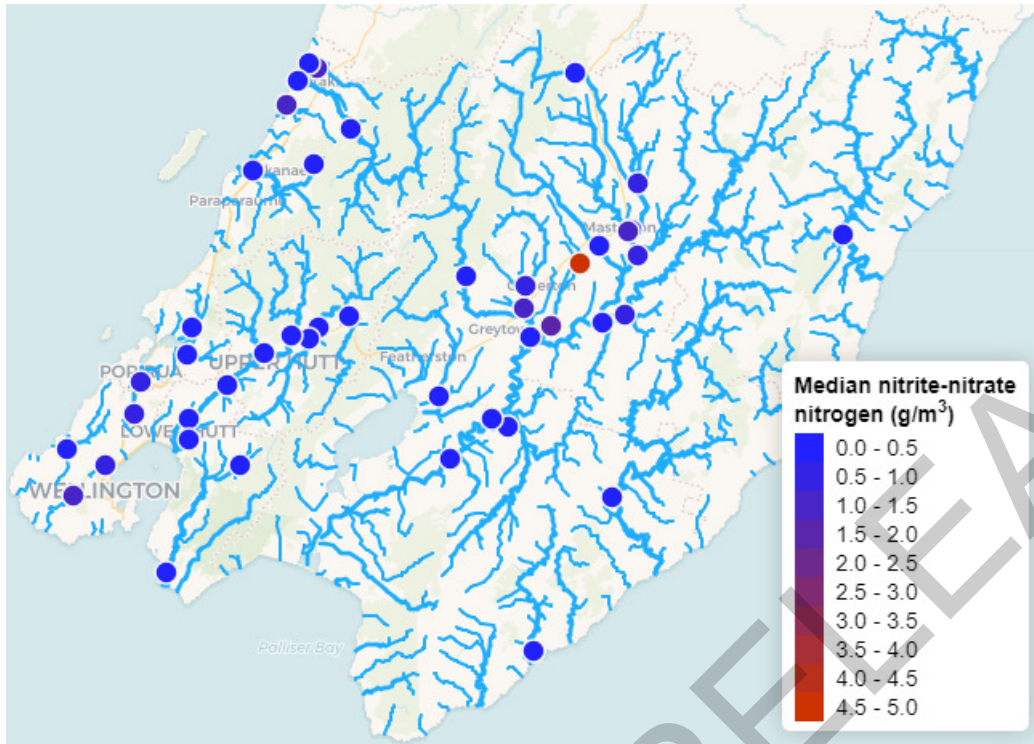 Paraparaumu
Greytow
Featherston
PORIRUA
UPPER HUTT
LOWER HUTT
WELLINGTON
Palliser Bay
Median nitrite-nitrate
nitrogen (g/m³)
0.0 - 0.5
0.5 - 1.0
1.0 - 1.5
1.5 - 2.0
2.0 - 2.5
2.5 - 3.0
3.0 - 3.5
3.5 - 4.0
4.0 - 4.5
4.5 - 5.0